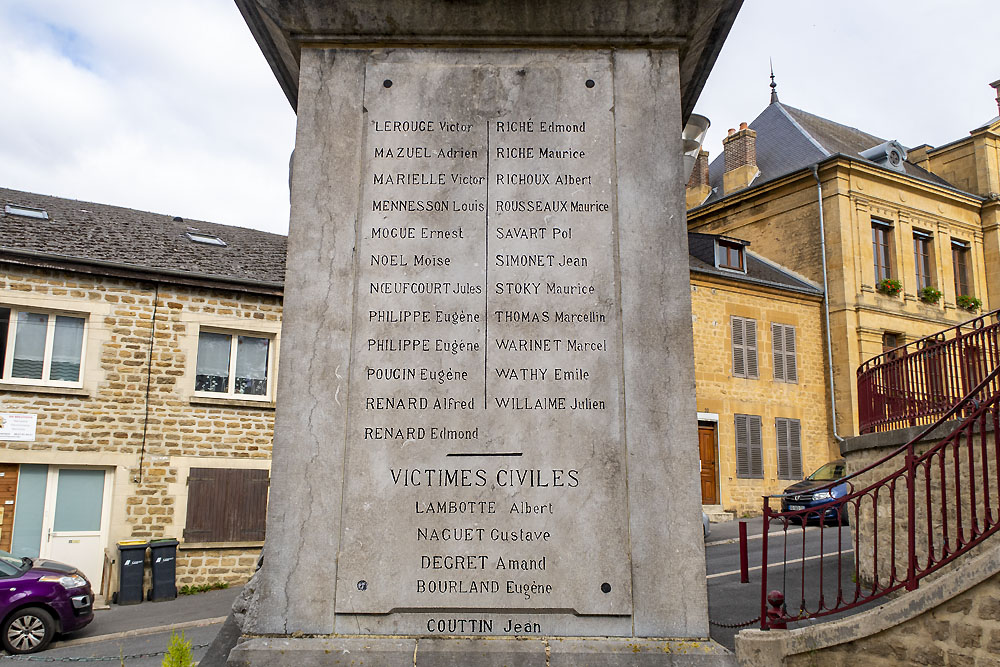 LEROUGE Victor
MAZUEL Adrien
MARIELLE Victor
MENNESSON Louis
MOGUE Ernest
NOEL Moise
NŒUFCOURT Jules
PHILIPPE Eugène
PHILIPPE Eugène
POUGIN Eugène
RENARD Alfred
RENARD Edmond
RICHÉ Edmond
RICHE Maurice
RICHOUX Albert
ROUSSEAUX Maurice
SAVART Pol
SIMONET Jean
STOKY Maurice
THOMAS Marcellin
WARINET Marcel
WATHY Emile
WILLAIME Julien
VICTIMES CIVILES
LAMBOTTE Albert
NAGUET Gustave
DEGRET Amand
BOURLAND Eugène
COUTTIN Jean